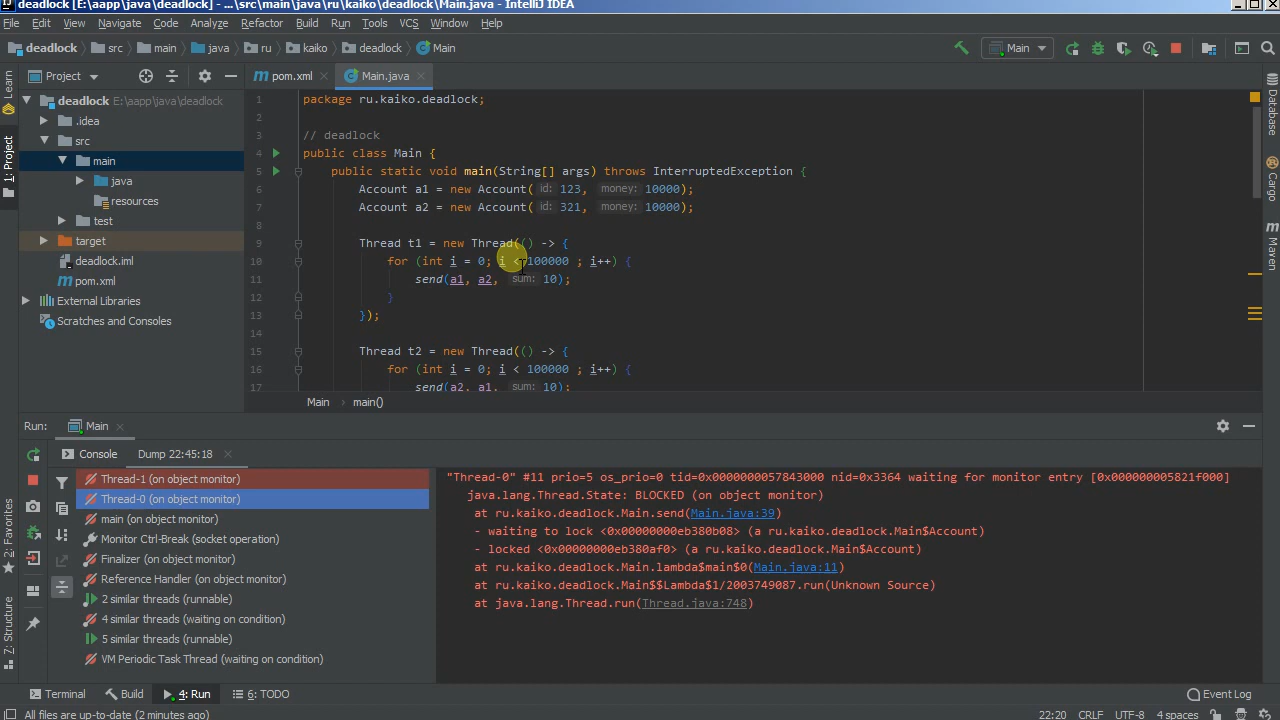 deadlock [E:\aapp\java\deadlock] - ...\src\main\java\ru\kaiko\deadlock\Main.java - IntelliJ IDEA
File Edit View Navigate Code Analyze Refactor Build Run Tools VCS Window Help
deadlock src main java ru kaiko deadlock Main Main
Project pom.xml Main.java
Learn
1: Project
2: Favorites
7: Structure
Database
Ant
Maven
deadlock E:\aapp\java\deadlock
.idea
src
main
java
resources
test
target
deadlock.iml
pom.xml
External Libraries
Scratches and Consoles
1 package ru.kaiko.deadlock;
2
3 // deadlock
4 public class Main {
5 public static void main(String[] args) throws InterruptedException {
6 Account a1 = new Account( id: 123, money: 10000);
7 Account a2 = new Account( id: 321, money: 10000);
8
9 Thread t1 = new Thread(() -> {
10 for (int i = 0; i < 100000 ; i++) {
11 send(a1, a2, sum: 10);
12 }
13 });
14
15 Thread t2 = new Thread(() -> {
16 for (int i = 0; i < 100000 ; i++) {
17 send(a2, a1, sum: 10);
Main main()
Run: Main
Console Dump 22:45:18
Thread-1 (on object monitor)
Thread-0 (on object monitor)
main (on object monitor)
Monitor Ctrl-Break (socket operation)
Finalizer (on object monitor)
Reference Handler (on object monitor)
2 similar threads (runnable)
4 similar threads (waiting on condition)
5 similar threads (runnable)
VM Periodic Task Thread (waiting on condition)
"Thread-0" #11 prio=5 os_prio=0 tid=0x00000000057843000 nid=0x3364 waiting for monitor entry [0x000000005821f000]
java.lang.Thread.State: BLOCKED (on object monitor)
at ru.kaiko.deadlock.Main.send(Main.java:39)
- waiting to lock <0x00000000eb380b08> (a ru.kaiko.deadlock.Main$Account)
- locked <0x00000000eb380af0> (a ru.kaiko.deadlock.Main$Account)
at ru.kaiko.deadlock.Main.lambda$main$0(Main.java:11)
at ru.kaiko.deadlock.Main$$Lambda$1/2003749087.run(Unknown Source)
at java.lang.Thread.run(Thread.java:748)
Terminal Build 4: Run 6: TODO Event Log
All files are up-to-date (2 minutes ago) 22:20 CRLF UTF-8 4 spaces